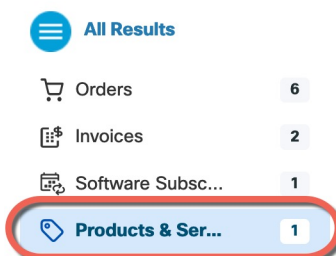 All Results
Orders 6
Invoices 2
Software Subsc... 1
Products & Ser... 1